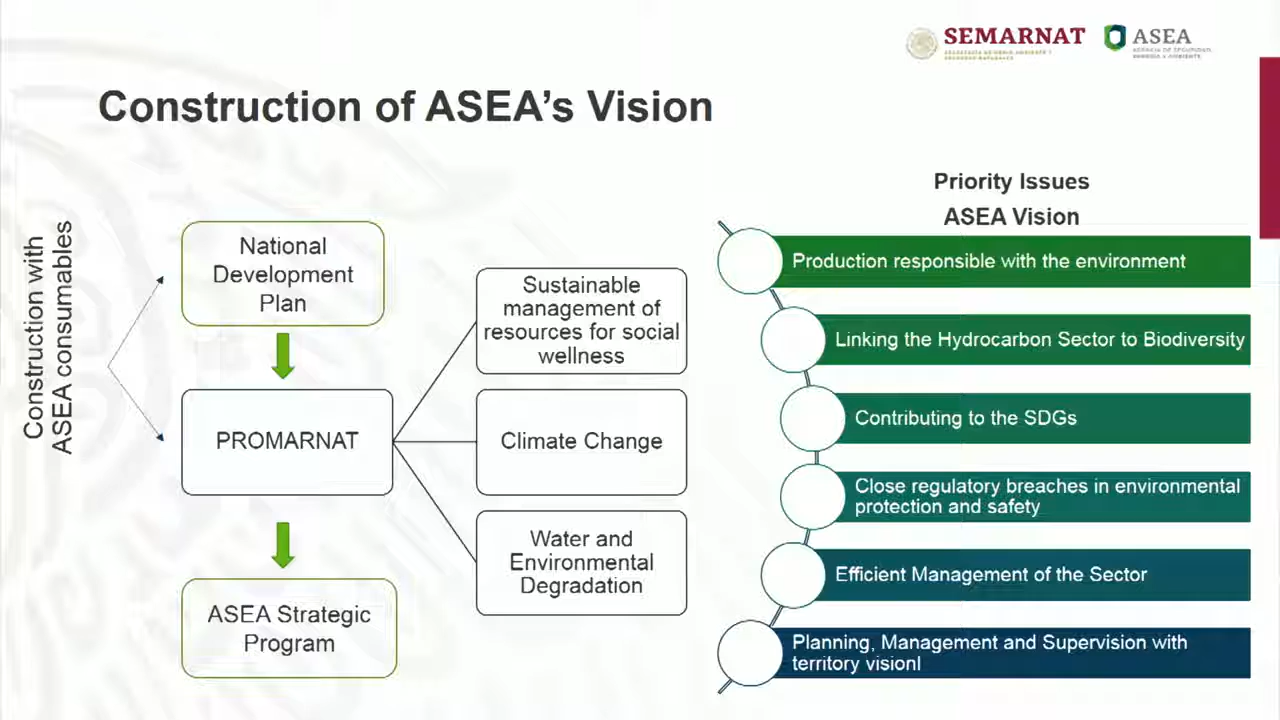 SEMARNAT
ASEA
Construction of ASEA's Vision
Construction with
ASEA consumables
National
Development
Plan
PROMARNAT
ASEA Strategic
Program
Sustainable
management of
resources for social
wellness
Climate Change
Water and
Environmental
Degradation
Priority Issues
ASEA Vision
Production responsible with the environment
Linking the Hydrocarbon Sector to Biodiversity
Contributing to the SDGs
Close regulatory breaches in environmental
protection and safety
Efficient Management of the Sector
Planning, Management and Supervision with
territory visionl